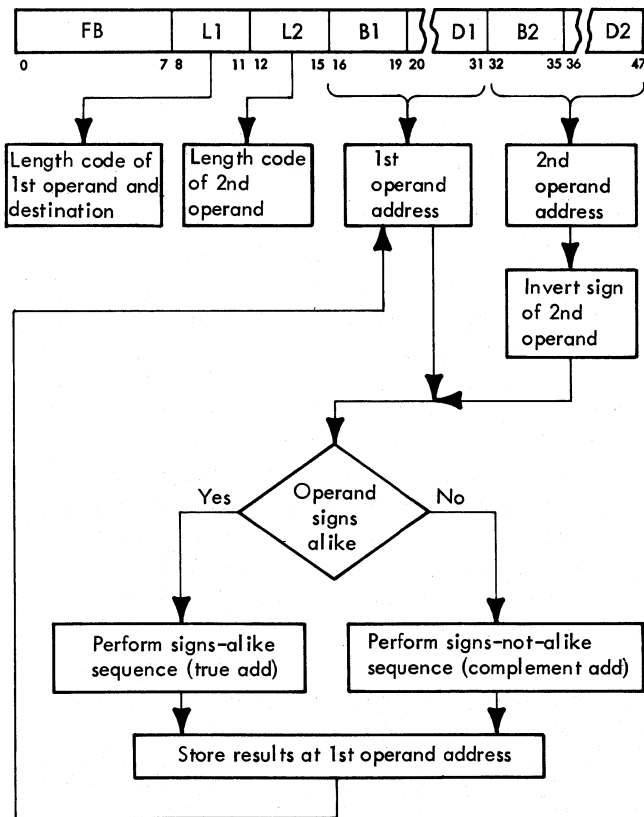 FB L1 L2 B1 D1 B2 D2
0 7 8 11 12 15 16 19 20 31 32 35 36 47
Length code of
1st operand and
destination
Length code
of 2nd
operand
1st
operand
address
2nd
operand
address
Invert sign
of 2nd
operand
Operand
signs
alike
Yes
No
Perform signs-alike
sequence (true add)
Perform signs-not-alike
sequence (complement add)
Store results at 1st operand address